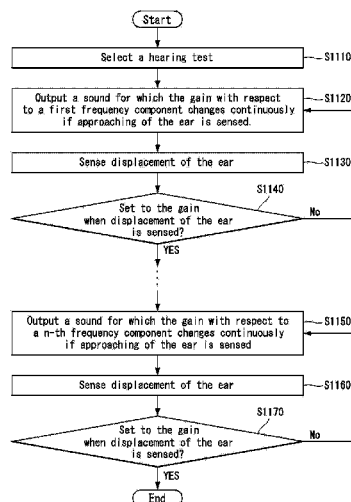 Start
Select a hearing test
S1110
Output a sound for which the gain with respect
to a first frequency component changes continuously
if approaching of the ear is sensed.
S1120
Sense displacement of the ear
S1130
S1140
Set to the gain
when displacement of the ear
is sensed?
No
YES
Output a sound for which the gain with respect to
a n-th frequency component changes continuously
if approaching of the ear is sensed
S1150
Sense displacement of the ear
S1160
S1170
Set to the gain
when displacement of the ear
is sensed?
No
YES
End